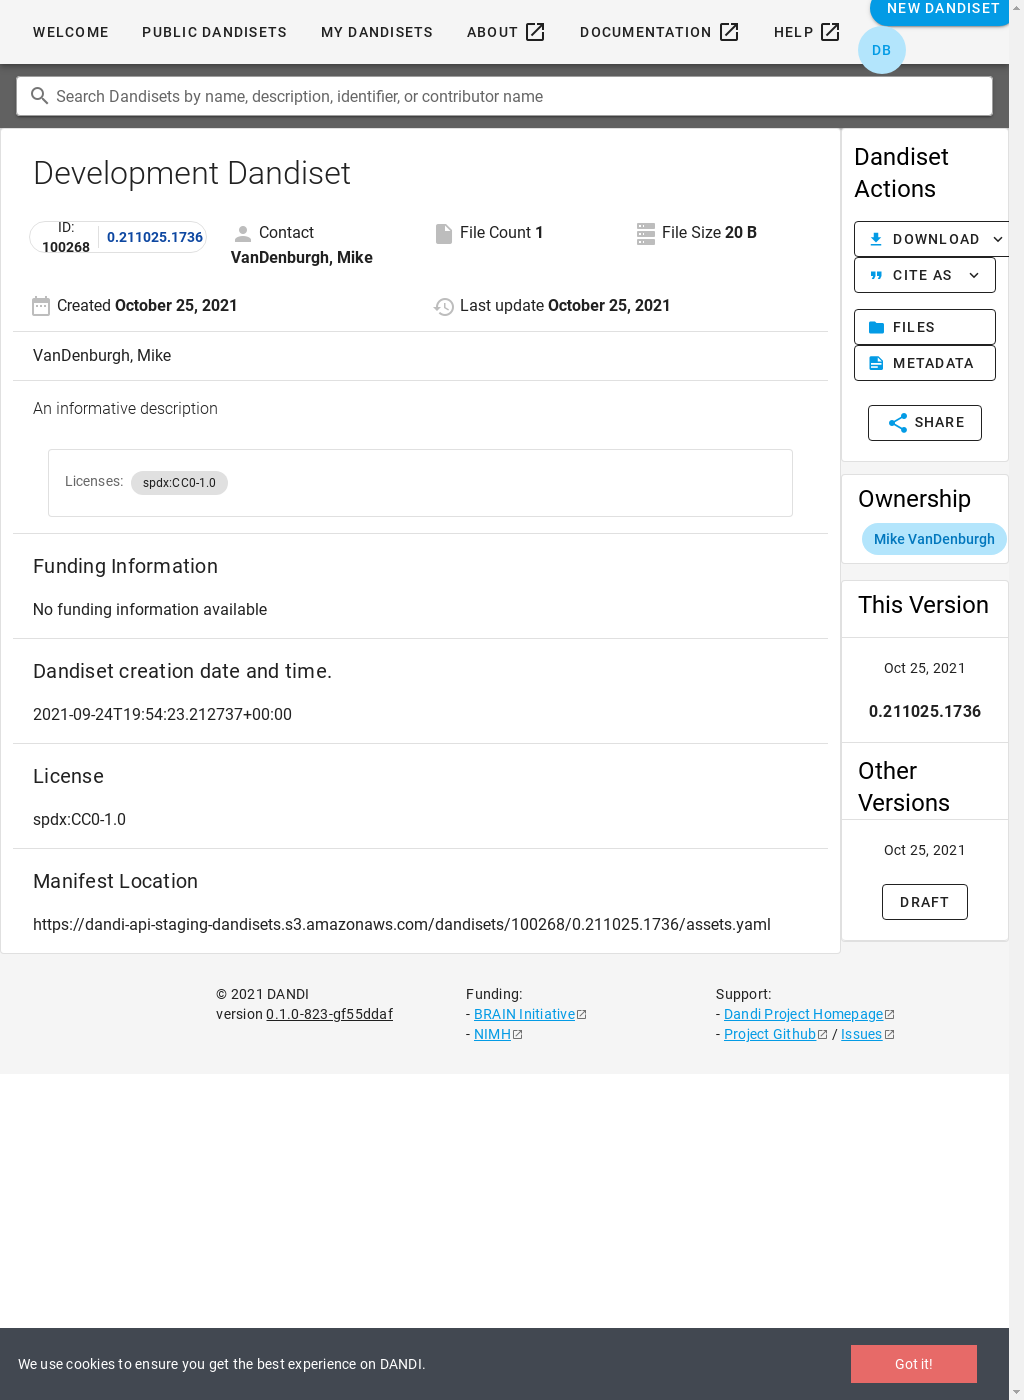 WELCOME PUBLIC DANDISETS MY DANDISETS ABOUT DOCUMENTATION HELP NEW DANDISET
DB
Search Dandisets by name, description, identifier, or contributor name
Development Dandiset
ID: 100268 0.211025.1736
Contact VanDenburgh, Mike
File Count 1
File Size 20 B
Created October 25, 2021
Last update October 25, 2021
VanDenburgh, Mike
An informative description
Licenses: spdx:CC0-1.0
Funding Information
No funding information available
Dandiset creation date and time.
2021-09-24T19:54:23.212737+00:00
License
spdx:CC0-1.0
Manifest Location
https://dandi-api-staging-dandisets.s3.amazonaws.com/dandisets/100268/0.211025.1736/assets.yaml
Dandiset
Actions
DOWNLOAD
CITE AS
FILES
METADATA
SHARE
Ownership
Mike VanDenburgh
This Version
Oct 25, 2021
0.211025.1736
Other
Versions
Oct 25, 2021
DRAFT
© 2021 DANDI
version 0.1.0-823-gf55ddaf
Funding:
- BRAIN Initiative
- NIMH
Support:
- Dandi Project Homepage
- Project Github / Issues
We use cookies to ensure you get the best experience on DANDI.
Got it!